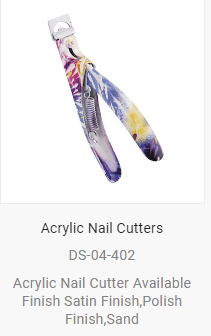 Acrylic Nail Cutters
DS-04-402
Acrylic Nail Cutter Available
Finish Satin Finish,Polish
Finish,Sand